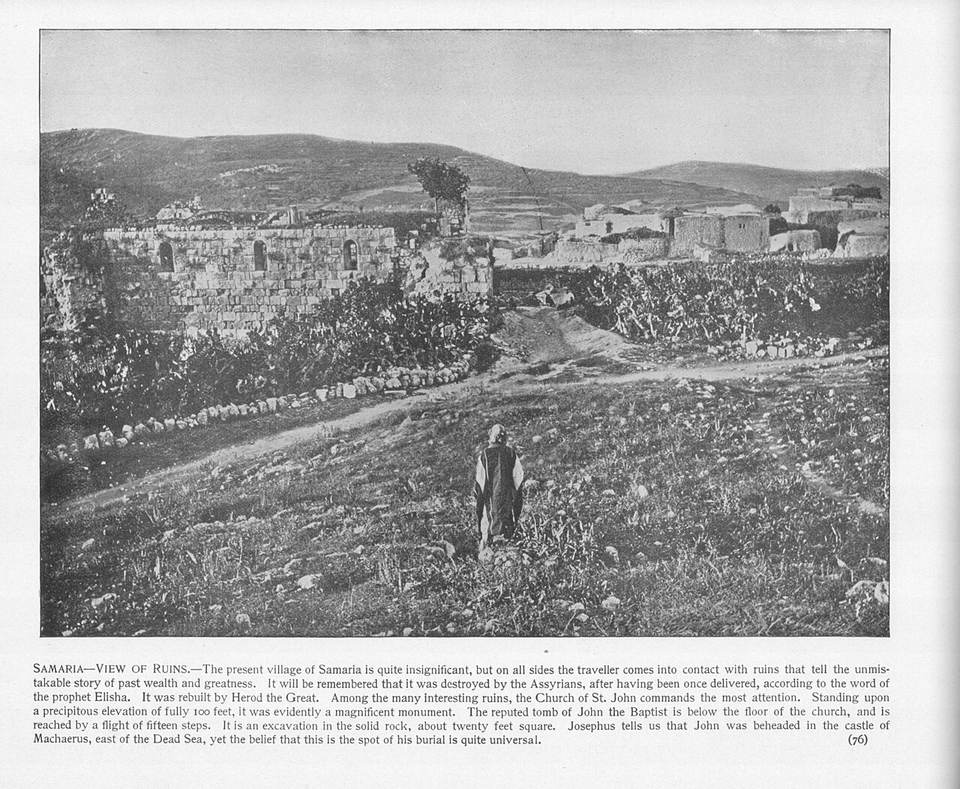 SAMARIA—VIEW OF RUINS.—The present village of Samaria is quite insignificant, but on all sides the traveller comes into contact with ruins that tell the unmis-
takable story of past wealth and greatness. It will be remembered that it was destroyed by the Assyrians, after having been once delivered, according to the word of
the prophet Elisha. It was rebuilt by Herod the Great. Among the many interesting ruins, the Church of St. John commands the most attention. Standing upon
a precipitous elevation of fully 100 feet, it was evidently a magnificent monument. The reputed tomb of John the Baptist is below the floor of the church, and is
reached by a flight of fifteen steps. It is an excavation in the solid rock, about twenty feet square. Josephus tells us that John was beheaded in the castle of
Machaerus, east of the Dead Sea, yet the belief that this is the spot of his burial is quite universal. (76)